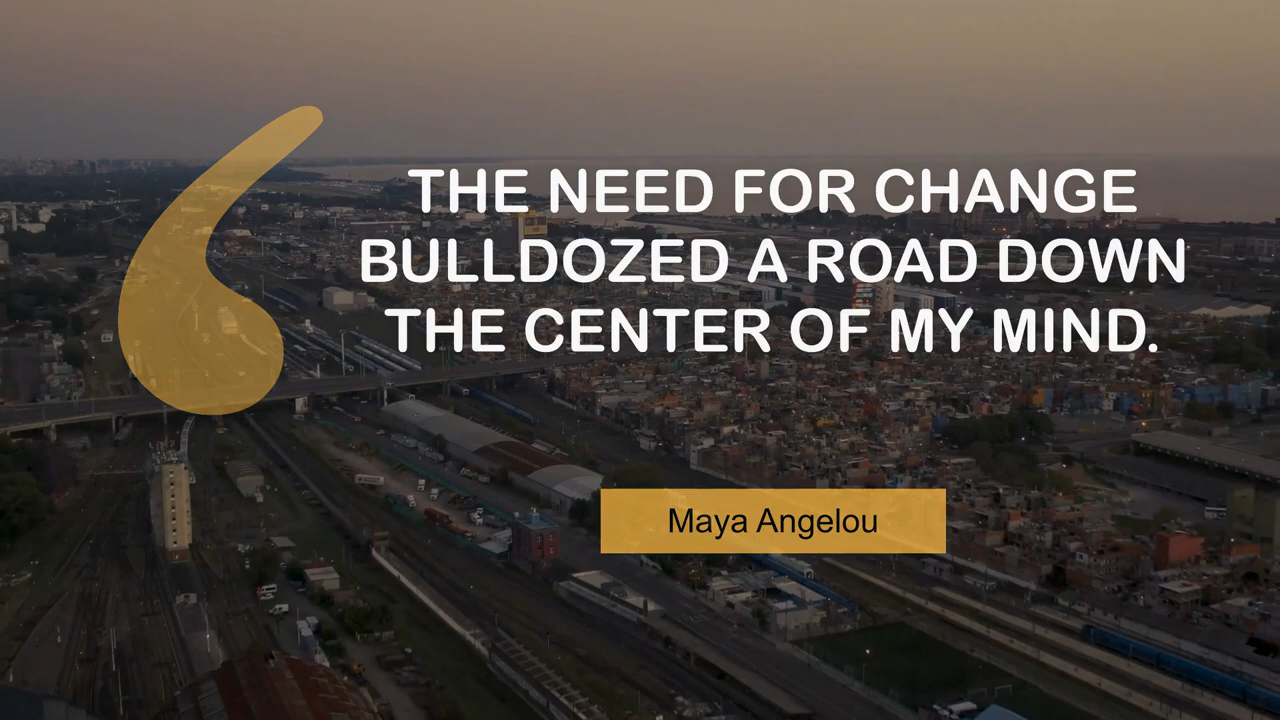 THE NEED FOR CHANGE
BULLDOZED A ROAD DOWN
THE CENTER OF MY MIND.
Maya Angelou